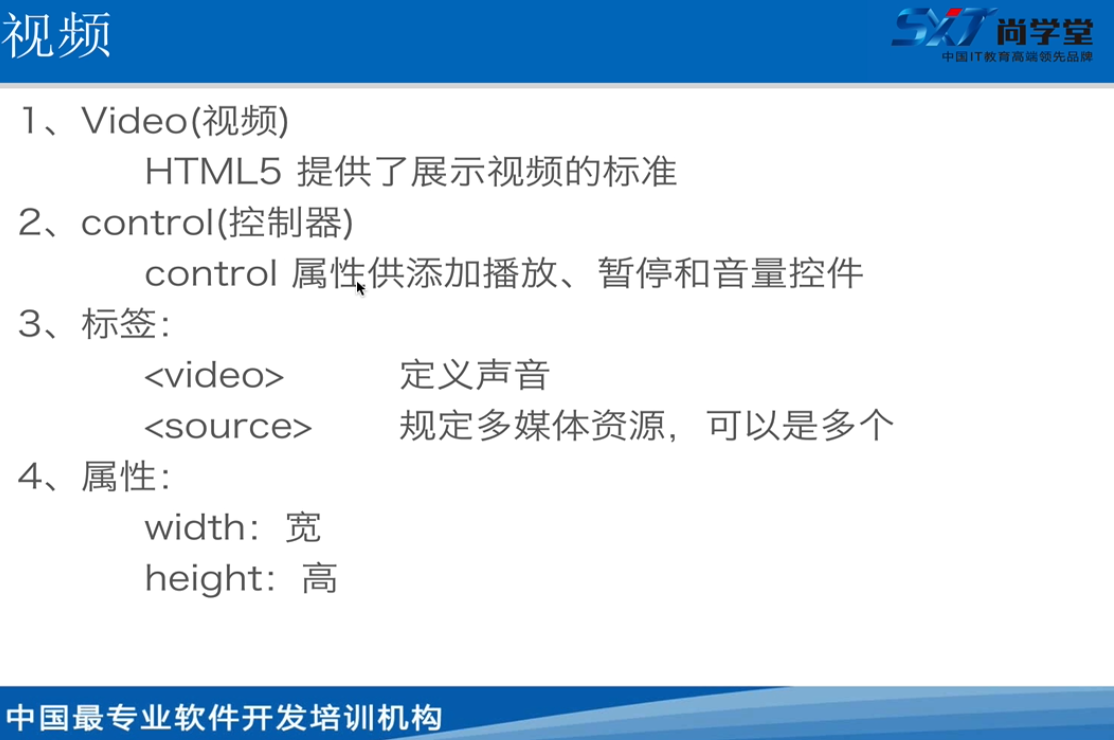 视频
SXT 尚学堂
中国IT教育高端领先品牌
1、Video(视频)
HTML5 提供了展示视频的标准
2、control(控制器)
control 属性供添加播放、暂停和音量控件
3、标签：
<video> 定义声音
<source> 规定多媒体资源，可以是多个
4、属性：
width：宽
height：高
中国最专业软件开发培训机构